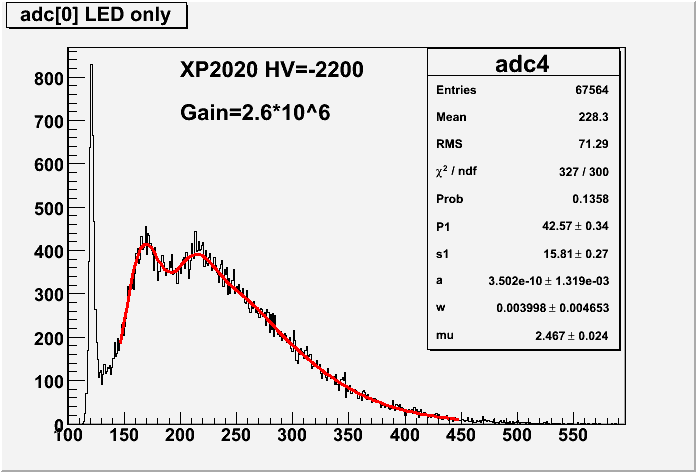 adc[0] LED only
XP2020 HV=-2200
Gain=2.6*10^6
adc4
Entries 67564
Mean 228.3
RMS 71.29
χ² / ndf 327 / 300
Prob 0.1358
P1 42.57 ± 0.34
s1 15.81 ± 0.27
a 3.502e-10 ± 1.319e-03
w 0.003998 ± 0.004653
mu 2.467 ± 0.024
800
700
600
500
400
300
200
100
0
100 150 200 250 300 350 400 450 500 550